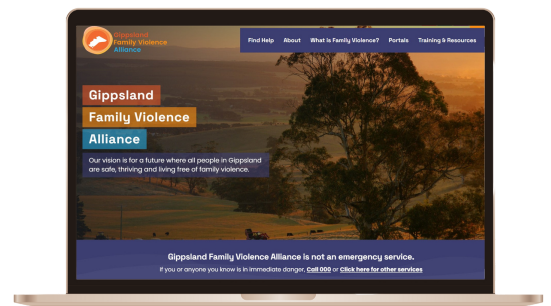 Gippsland
Family Violence
Alliance
Find Help About What is Family Violence? Portals Training & Resources
Gippsland
Family Violence
Alliance
Our vision is for a future where all people in Gippsland
are safe, thriving and living free of family violence.
Gippsland Family Violence Alliance is not an emergency service.
If you or anyone you know is in immediate danger, Call 000 or Click here for other services